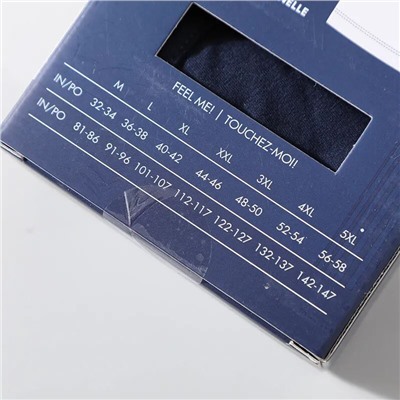 NELLE
FEEL ME! | TOUCHEZ-MOI!
M L XL XXL 3XL 4XL 5XL
IN/PO 32-34 36-38 40-42 44-46 48-50 52-54 56-58
IN/PO 81-86 91-96 101-107 112-117 122-127 132-137 142-147